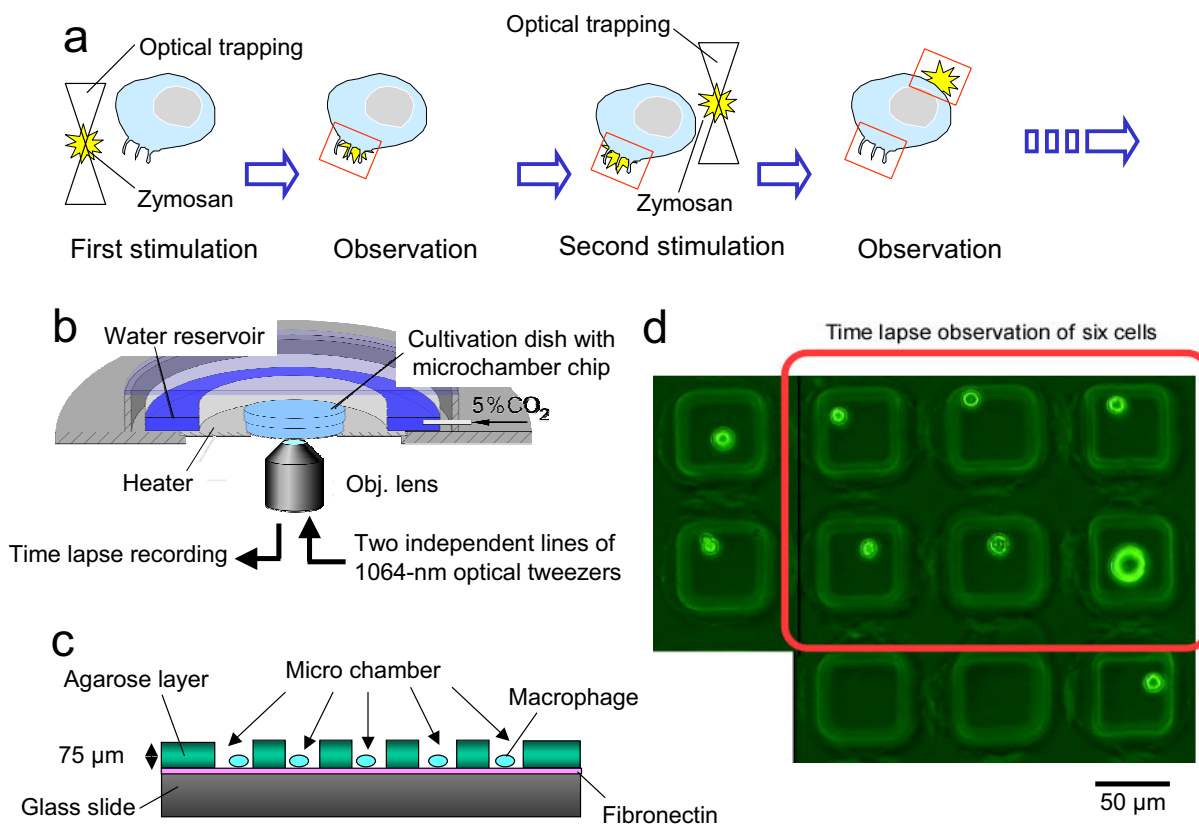 a
Optical trapping
Zymosan
Optical trapping
Zymosan
First stimulation
Observation
Second stimulation
Observation
b
Water reservoir
Cultivation dish with
microchamber chip
5%CO2
Heater
Obj. lens
Time lapse recording
Two independent lines of
1064-nm optical tweezers
c
Agarose layer
Micro chamber
Macrophage
75 μm
Glass slide
Fibronectin
d
Time lapse observation of six cells
50 μm